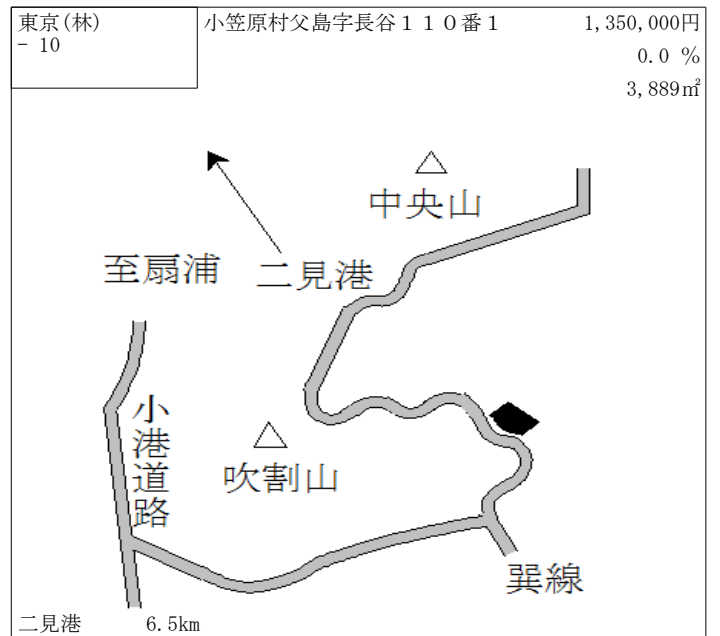 東京(林)
- 10
小笠原村父島字長谷１１０番１
1,350,000円
0.0 %
3,889㎡
中央山
至扇浦
二見港
小港道路
吹割山
巽線
二見港 6.5km